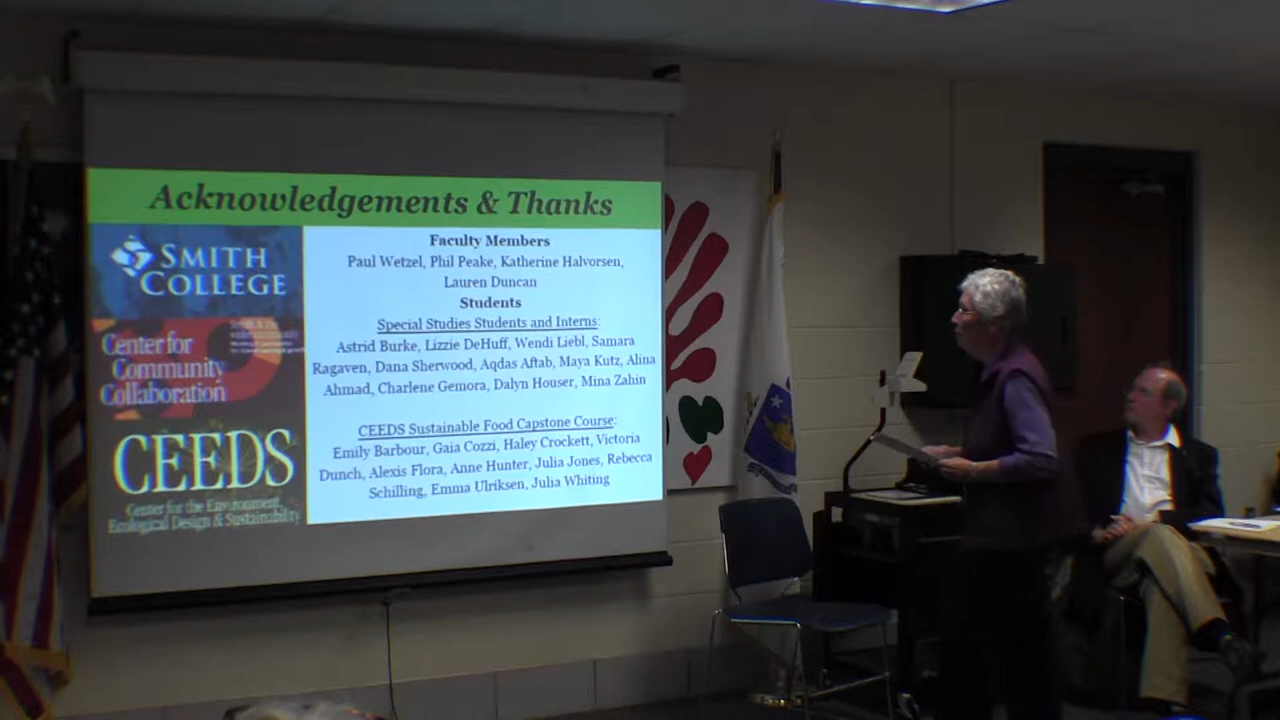 Acknowledgements & Thanks
SMITH
COLLEGE
Center for
Community
Collaboration
CEEDS
Center for the Environment,
Ecological Design & Sustainability
Faculty Members
Paul Wetzel, Phil Peake, Katherine Halvorsen,
Lauren Duncan
Students
Special Studies Students and Interns:
Astrid Burke, Lizzie DeHuff, Wendi Liebl, Samara
Ragaven, Dana Sherwood, Aqdas Aftab, Maya Kutz, Alina
Ahmad, Charlene Gemora, Dalyn Houser, Mina Zahin
CEEDS Sustainable Food Capstone Course:
Emily Barbour, Gaia Cozzi, Haley Crockett, Victoria
Dunch, Alexis Flora, Anne Hunter, Julia Jones, Rebecca
Schilling, Emma Ulriksen, Julia Whiting